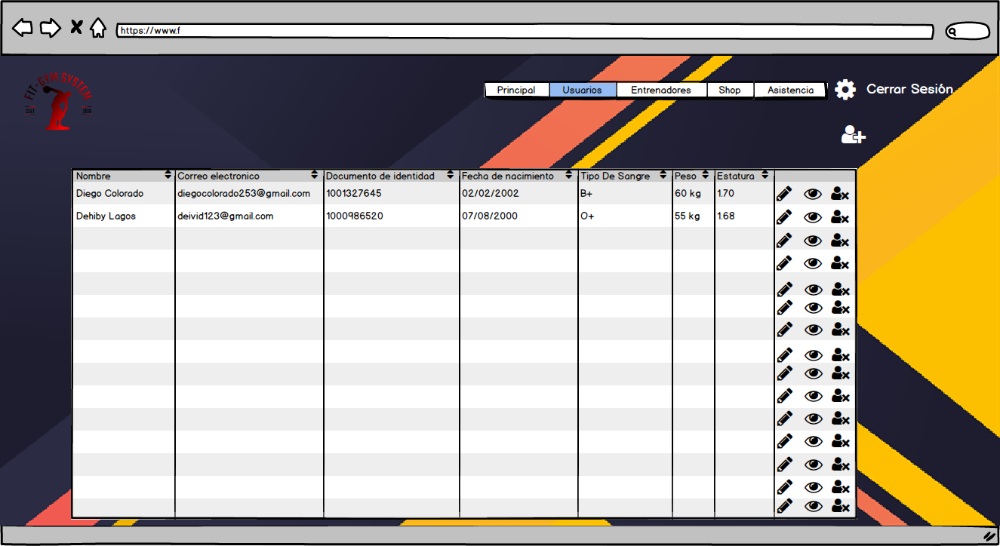 https://www.f
FIT-GYM SYSTEM
Principal Usuarios Entrenadores Shop Asistencia Cerrar Sesión
Nombre Correo electronico Documento de identidad Fecha de nacimiento Tipo De Sangre Peso Estatura
Diego Colorado diegocolorado253@gmail.com 1001327645 02/02/2002 B+ 60 kg 1.70
Dehiby Lagos deivid123@gmail.com 1000986520 07/08/2000 O+ 55 kg 1.68